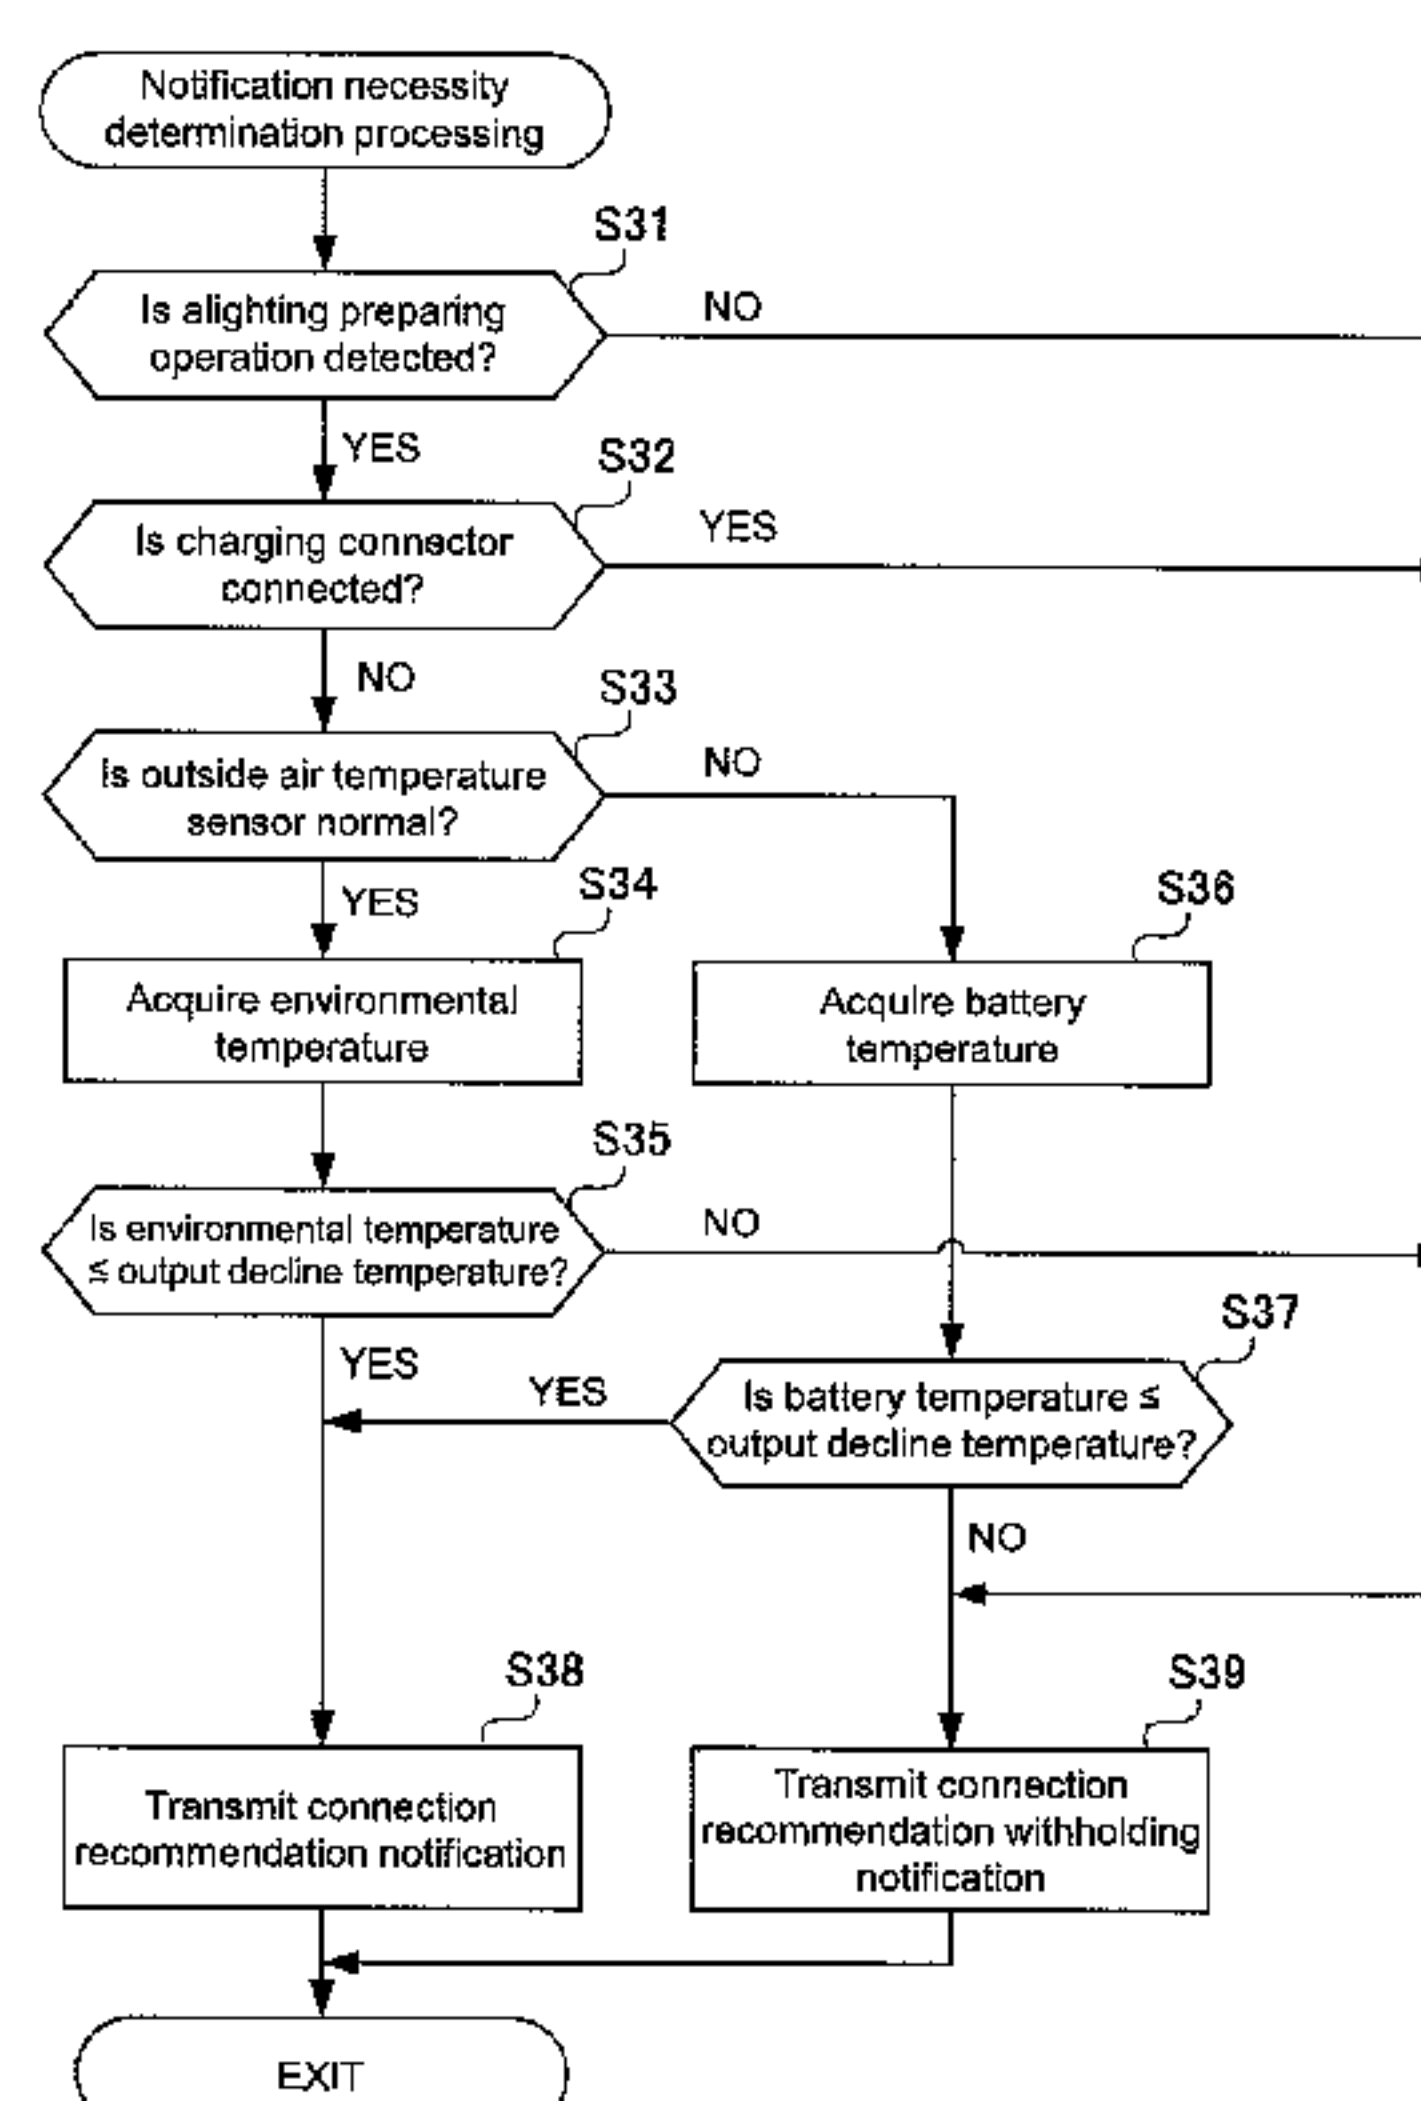 Notification necessity
determination processing
S31
Is alighting preparing
operation detected?
NO
YES
S32
Is charging connector
connected?
YES
NO
S33
Is outside air temperature
sensor normal?
NO
YES
S34
Acquire environmental
temperature
S36
Acquire battery
temperature
S35
Is environmental temperature
≤ output decline temperature?
NO
YES
S37
Is battery temperature ≤
output decline temperature?
YES
NO
S38
Transmit connection
recommendation notification
S39
Transmit connection
recommendation withholding
notification
EXIT